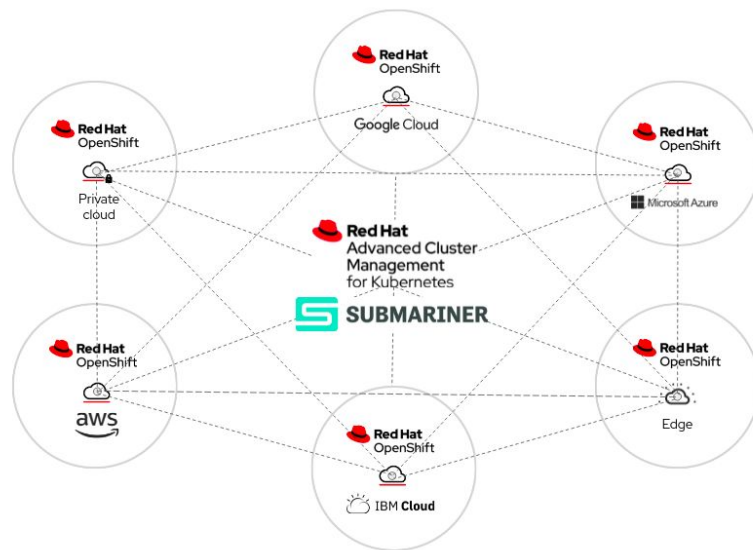 Red Hat
OpenShift
Google Cloud
Red Hat
OpenShift
Private
cloud
Red Hat
OpenShift
Microsoft Azure
Red Hat
Advanced Cluster
Management
for Kubernetes
SUBMARINER
Red Hat
OpenShift
aws
Red Hat
OpenShift
Edge
Red Hat
OpenShift
IBM Cloud